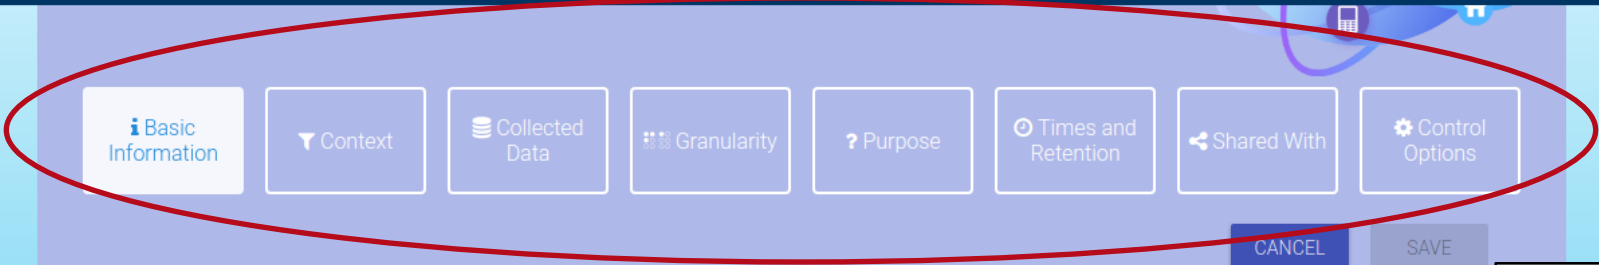 Basic
Information
Context
Collected
Data
Granularity
? Purpose
Times and
Retention
Shared With
Control
Options
CANCEL
SAVE